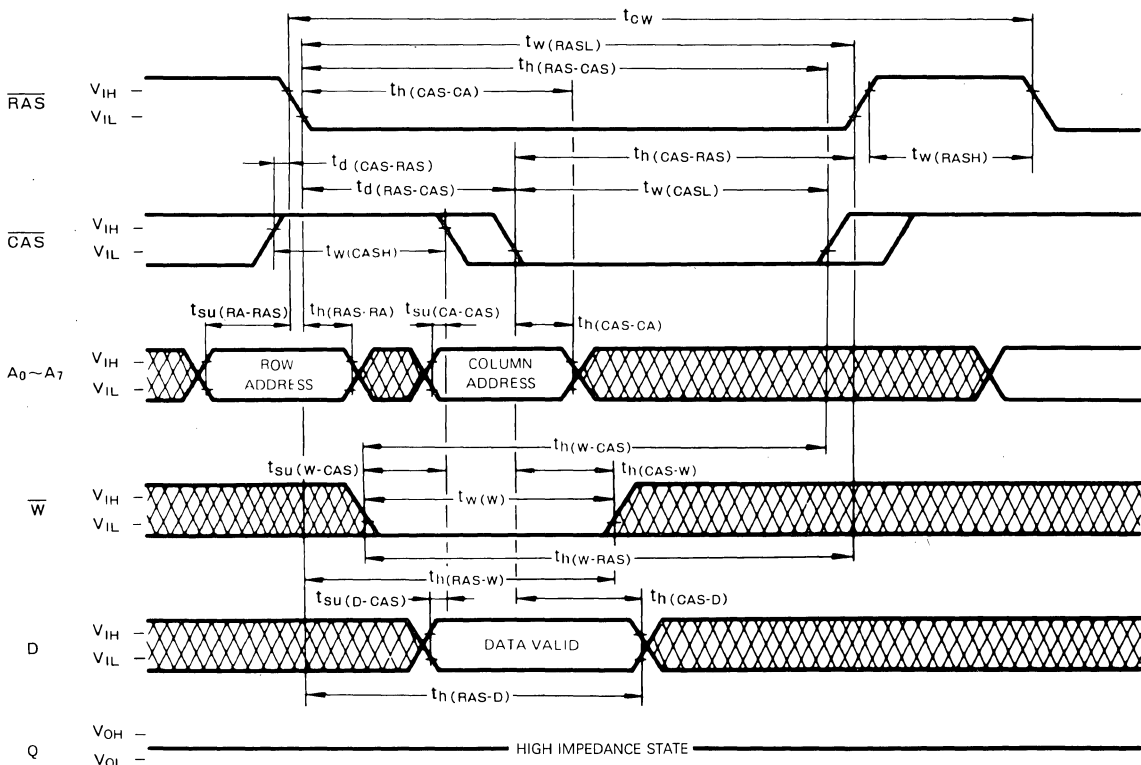 tCW
tw(RASL)
th(RAS-CAS)
th(CAS-CA)
RAS
VIH
VIL
td(CAS-RAS)
th(CAS-RAS)
tw(RASH)
td(RAS-CAS)
tw(CASL)
CAS
VIH
VIL
tw(CASH)
tsu(RA-RAS)
th(RAS-RA)
tsu(CA-CAS)
th(CAS-CA)
A0~A7
VIH
VIL
ROW ADDRESS
COLUMN ADDRESS
th(W-CAS)
tsu(W-CAS)
th(CAS-W)
W
VIH
VIL
tw(W)
th(W-RAS)
th(RAS-W)
tsu(D-CAS)
th(CAS-D)
D
VIH
VIL
DATA VALID
th(RAS-D)
Q
VOH
VOL
HIGH IMPEDANCE STATE